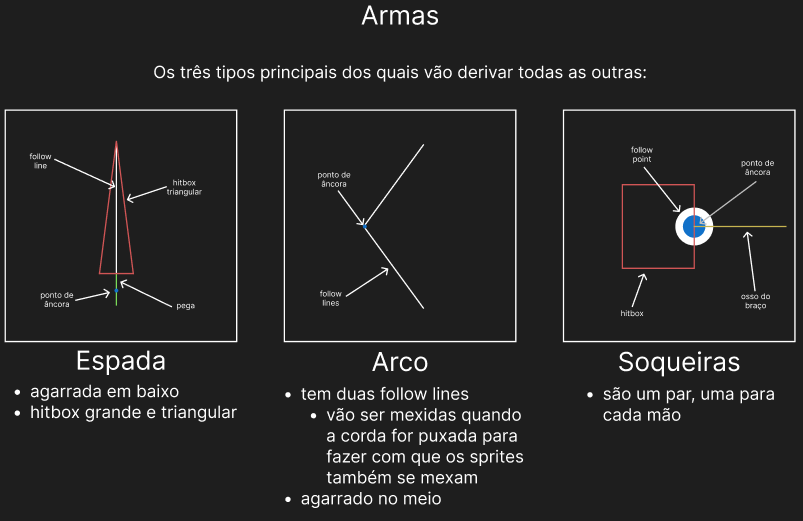 Armas
Os três tipos principais dos quais vão derivar todas as outras:
follow
line
hitbox
triangular
ponto de
âncora
pega
ponto de
âncora
follow
lines
follow
point
ponto de
âncora
hitbox
osso do
braço
Espada
• agarrada em baixo
• hitbox grande e triangular
Arco
• tem duas follow lines
• vão ser mexidas quando
a corda for puxada para
fazer com que os sprites
também se mexam
• agarrado no meio
Soqueiras
• são um par, uma para
cada mão